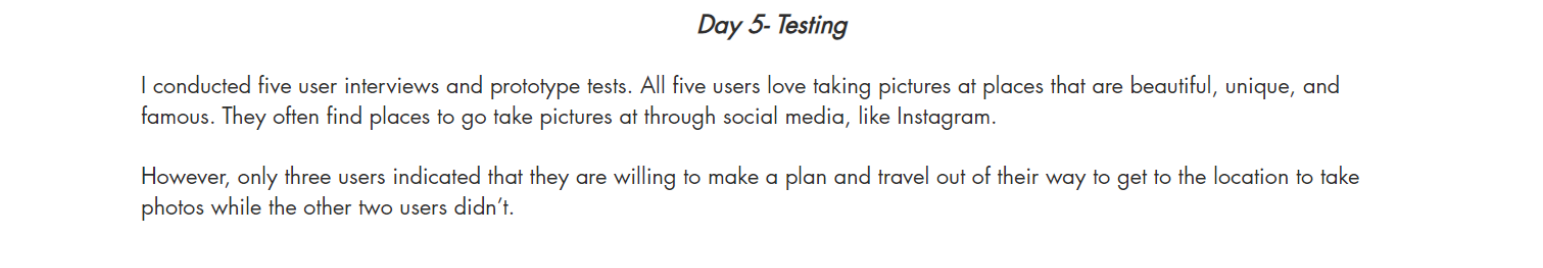 Day 5- Testing
I conducted five user interviews and prototype tests. All five users love taking pictures at places that are beautiful, unique, and
famous. They often find places to go take pictures at through social media, like Instagram.
However, only three users indicated that they are willing to make a plan and travel out of their way to get to the location to take
photos while the other two users didn’t.